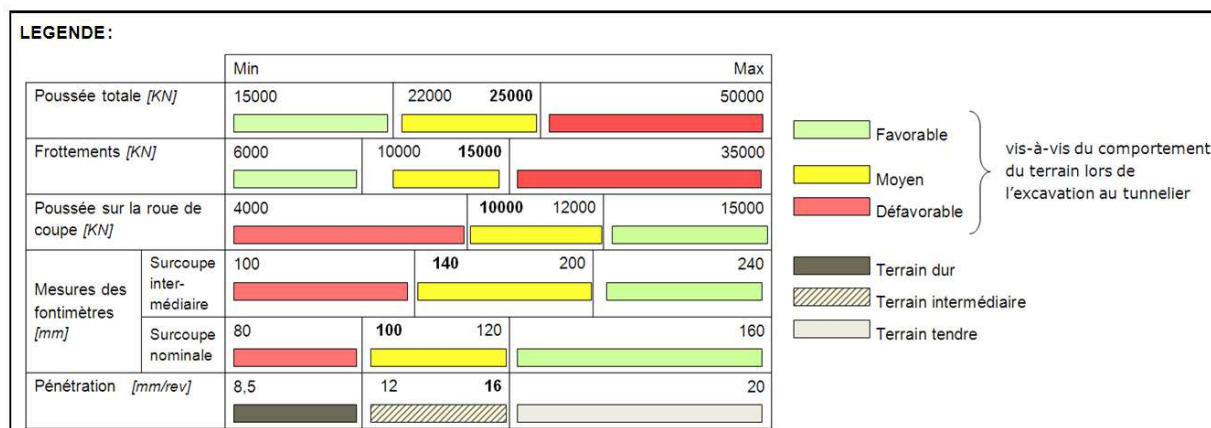 LEGENDE:
Min Max
Poussée totale [KN] 15000 22000 25000 50000
Frottements [KN] 6000 10000 15000 35000
Poussée sur la roue de
coupe [KN]
4000 10000 12000 15000
Mesures des
fontimètres
[mm]
Surcoupe
inter-
médiaire
100 140 200 240
Surcoupe
nominale
80 100 120 160
Pénétration [mm/rev] 8,5 12 16 20
Favorable
Moyen
Défavorable
vis-à-vis du comportement
du terrain lors de
l'excavation au tunnelier
Terrain dur
Terrain intermédiaire
Terrain tendre